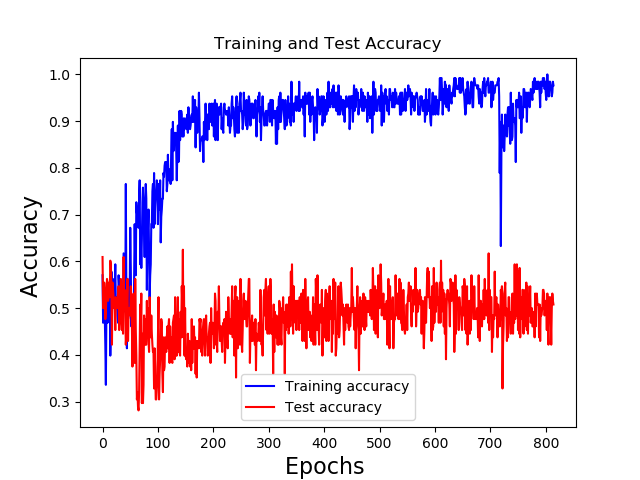 Training and Test Accuracy
1.0
0.9
0.8
0.7
0.6
0.5
0.4
0.3
Accuracy
Training accuracy
Test accuracy
0 100 200 300 400 500 600 700 800
Epochs